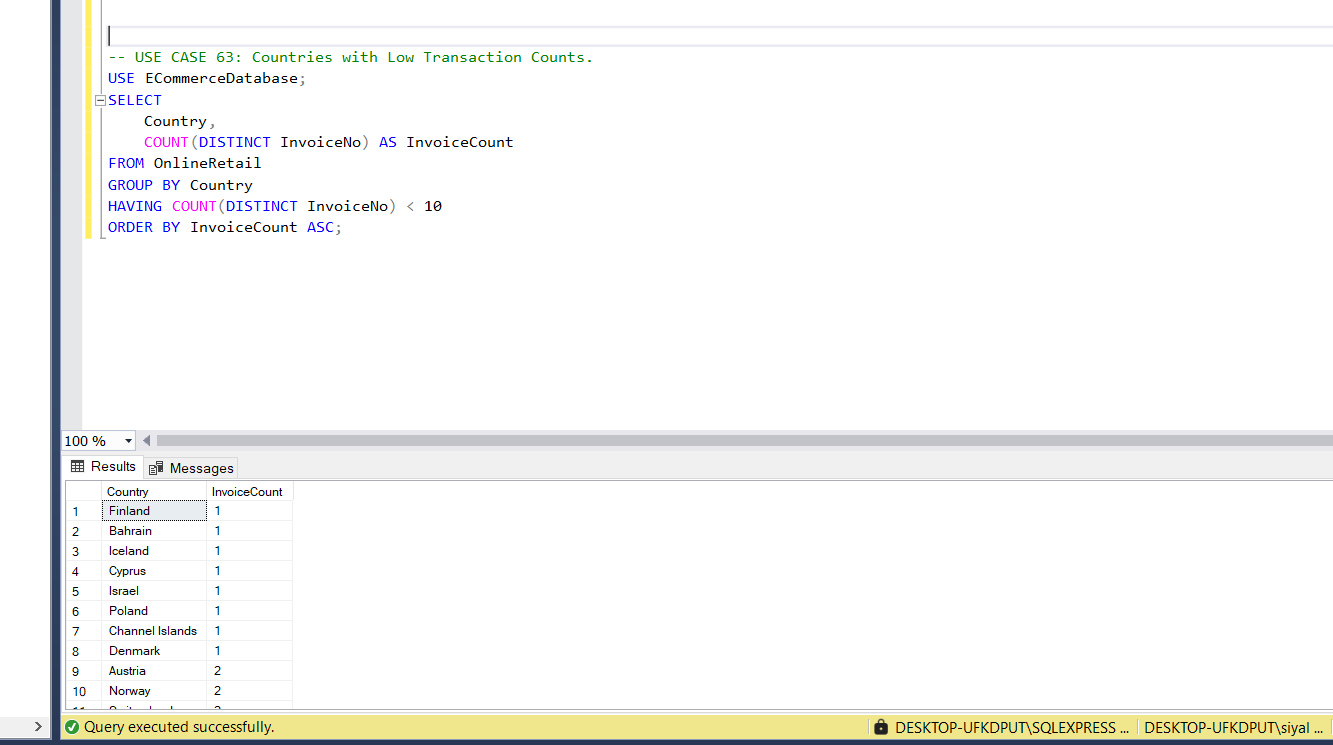 -- USE CASE 63: Countries with Low Transaction Counts.
USE ECommerceDatabase;
SELECT
Country,
COUNT(DISTINCT InvoiceNo) AS InvoiceCount
FROM OnlineRetail
GROUP BY Country
HAVING COUNT(DISTINCT InvoiceNo) < 10
ORDER BY InvoiceCount ASC;
100 %
Results Messages
Country InvoiceCount
1 Finland 1
2 Bahrain 1
3 Iceland 1
4 Cyprus 1
5 Israel 1
6 Poland 1
7 Channel Islands 1
8 Denmark 1
9 Austria 2
10 Norway 2
Query executed successfully. DESKTOP-UFKDPUT\SQLEXPRESS ... DESKTOP-UFKDPUT\siyal ...